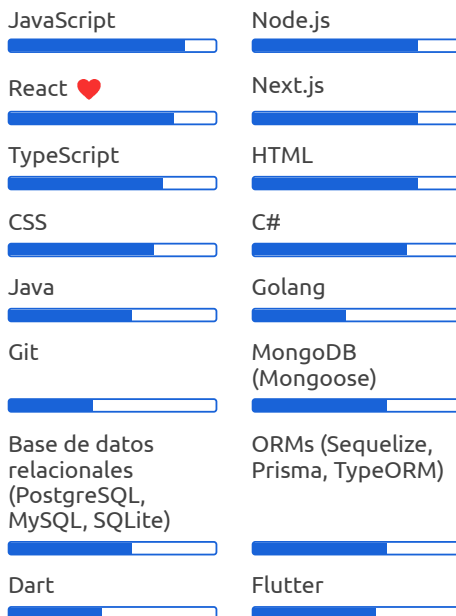 JavaScript
Node.js
React ❤
Next.js
TypeScript
HTML
CSS
C#
Java
Golang
Git
MongoDB
(Mongoose)
Base de datos
relacionales
(PostgreSQL,
MySQL, SQLite)
ORMs (Sequelize,
Prisma, TypeORM)
Dart
Flutter